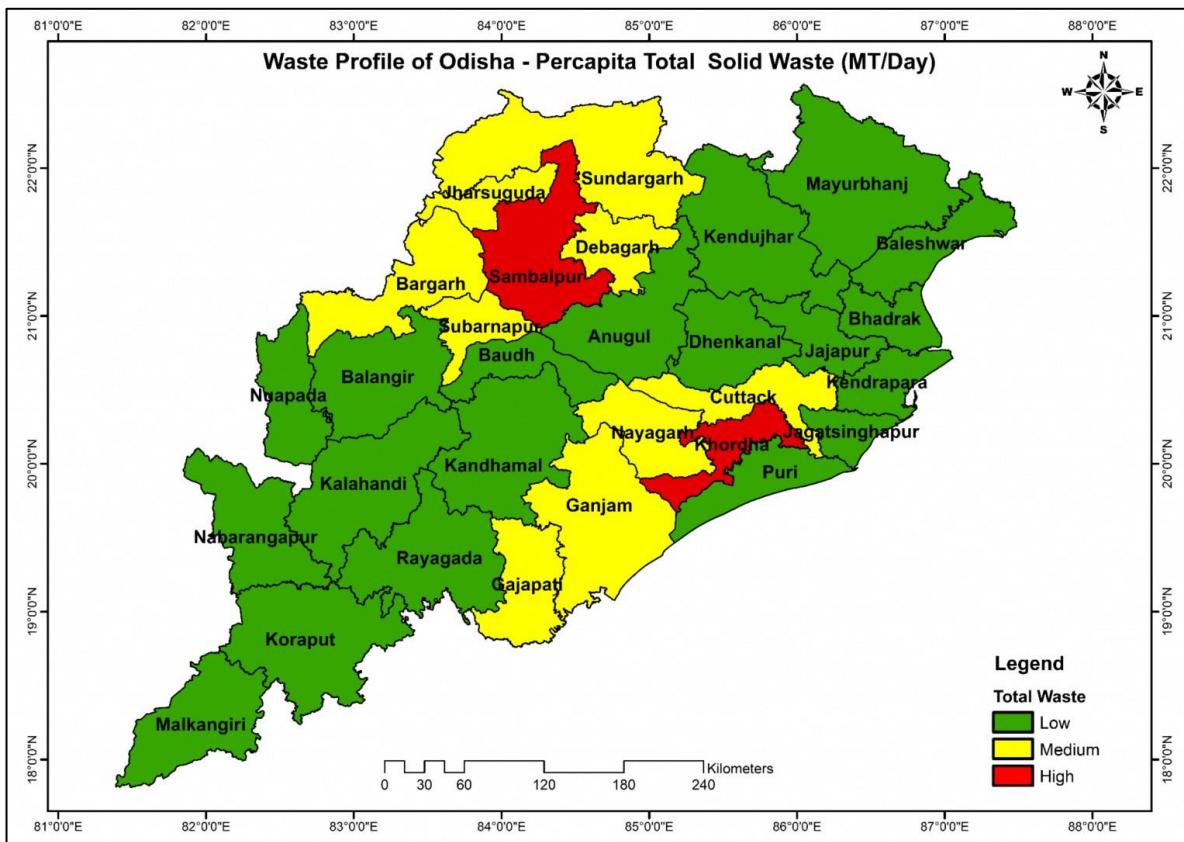 81°0'0"E 82°0'0"E 83°0'0"E 84°0'0"E 85°0'0"E 86°0'0"E 87°0'0"E 88°0'0"E
Waste Profile of Odisha - Percapita Total Solid Waste (MT/Day)
N
W E
S
22°0'0"N 22°0'0"N
Jharsuguda
Sundargarh
Mayurbhanj
Debagarh
Kendujhar
Baleshwar
Bargarh
Sambalpur
21°0'0"N 21°0'0"N
Subarnapur
Anugul
Bhadrak
Baudh
Dhenkanal
Jajapur
Balangir
Kendrapara
Nuapada
Cuttack
Nayagarh
Khordha
Jagatsinghapur
20°0'0"N 20°0'0"N
Kandhamal
Puri
Kalahandi
Ganjam
Nabarangapur
Rayagada
Gajapati
19°0'0"N 19°0'0"N
Koraput
Malkangiri
18°0'0"N 18°0'0"N
Legend
Total Waste
Low
Medium
High
Kilometers
0 30 60 120 180 240
81°0'0"E 82°0'0"E 83°0'0"E 84°0'0"E 85°0'0"E 86°0'0"E 87°0'0"E 88°0'0"E